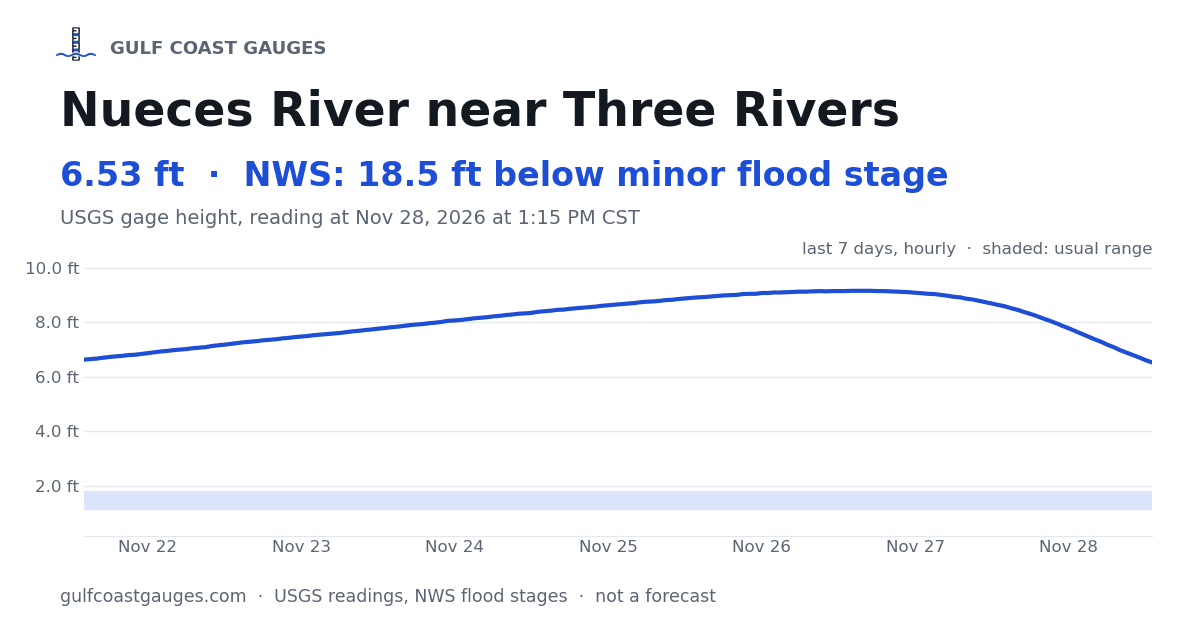 GULF COAST GAUGES
Nueces River near Three Rivers
6.53 ft · NWS: 18.5 ft below minor flood stage
USGS gage height, reading at Nov 28, 2026 at 1:15 PM CST
last 7 days, hourly · shaded: usual range
10.0 ft
8.0 ft
6.0 ft
4.0 ft
2.0 ft
Nov 22 Nov 23 Nov 24 Nov 25 Nov 26 Nov 27 Nov 28
gulfcoastgauges.com · USGS readings, NWS flood stages · not a forecast